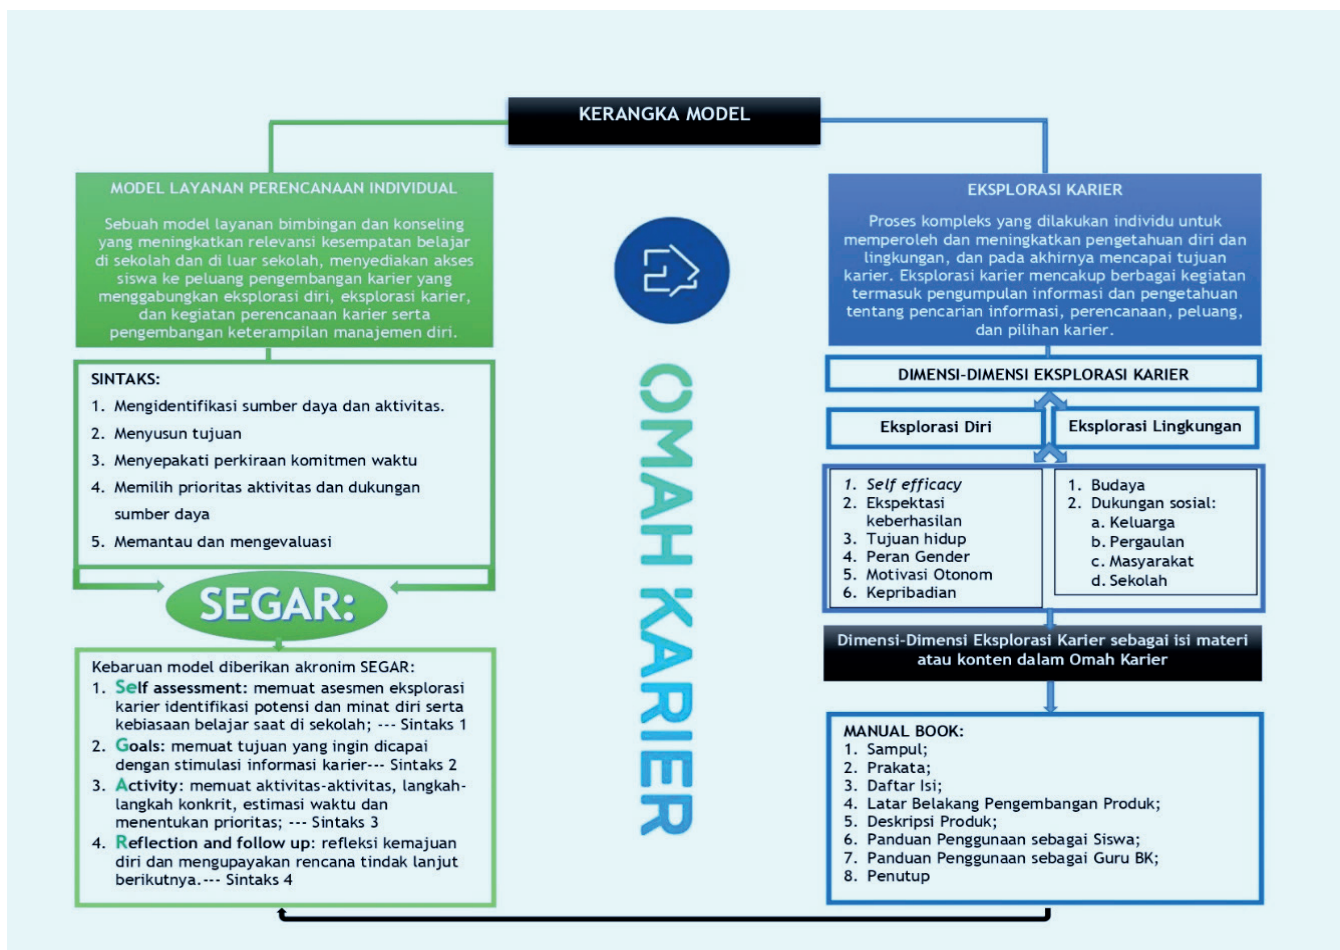 KERANGKA MODEL
MODEL LAYANAN PERENCANAAN INDIVIDUAL
Sebuah model layanan bimbingan dan konseling
yang meningkatkan relevansi kesempatan belajar
di sekolah dan di luar sekolah, menyediakan akses
siswa ke peluang pengembangan karier yang
menggabungkan eksplorasi diri, eksplorasi karier,
dan kegiatan perencanaan karier serta
pengembangan keterampilan manajemen diri.
SINTAKS:
1. Mengidentifikasi sumber daya dan aktivitas.
2. Menyusun tujuan
3. Menyepakati perkiraan komitmen waktu
4. Memilih prioritas aktivitas dan dukungan
sumber daya
5. Memantau dan mengevaluasi
SEGAR:
Kebaruan model diberikan akronim SEGAR:
1. Self assessment: memuat asesmen eksplorasi
karier identifikasi potensi dan minat diri serta
kebiasaan belajar saat di sekolah; --- Sintaks 1
2. Goals: memuat tujuan yang ingin dicapai
dengan stimulasi informasi karier--- Sintaks 2
3. Activity: memuat aktivitas-aktivitas, langkah-
langkah konkrit, estimasi waktu dan
menentukan prioritas; --- Sintaks 3
4. Reflection and follow up: refleksi kemajuan
diri dan mengupayakan rencana tindak lanjut
berikutnya.--- Sintaks 4
OMAH KARIER
EKSPLORASI KARIER
Proses kompleks yang dilakukan individu untuk
memperoleh dan meningkatkan pengetahuan diri dan
lingkungan, dan pada akhirnya mencapai tujuan
karier. Eksplorasi karier mencakup berbagai kegiatan
termasuk pengumpulan informasi dan pengetahuan
tentang pencarian informasi, perencanaan, peluang,
dan pilihan karier.
DIMENSI-DIMENSI EKSPLORASI KARIER
Eksplorasi Diri
Eksplorasi Lingkungan
1. Self efficacy
2. Ekspektasi
keberhasilan
3. Tujuan hidup
4. Peran Gender
5. Motivasi Otonom
6. Kepribadian
1. Budaya
2. Dukungan sosial:
a. Keluarga
b. Pergaulan
c. Masyarakat
d. Sekolah
Dimensi-Dimensi Eksplorasi Karier sebagai isi materi
atau konten dalam Omah Karier
MANUAL BOOK:
1. Sampul;
2. Prakata;
3. Daftar Isi;
4. Latar Belakang Pengembangan Produk;
5. Deskripsi Produk;
6. Panduan Penggunaan sebagai Siswa;
7. Panduan Penggunaan sebagai Guru BK;
8. Penutup